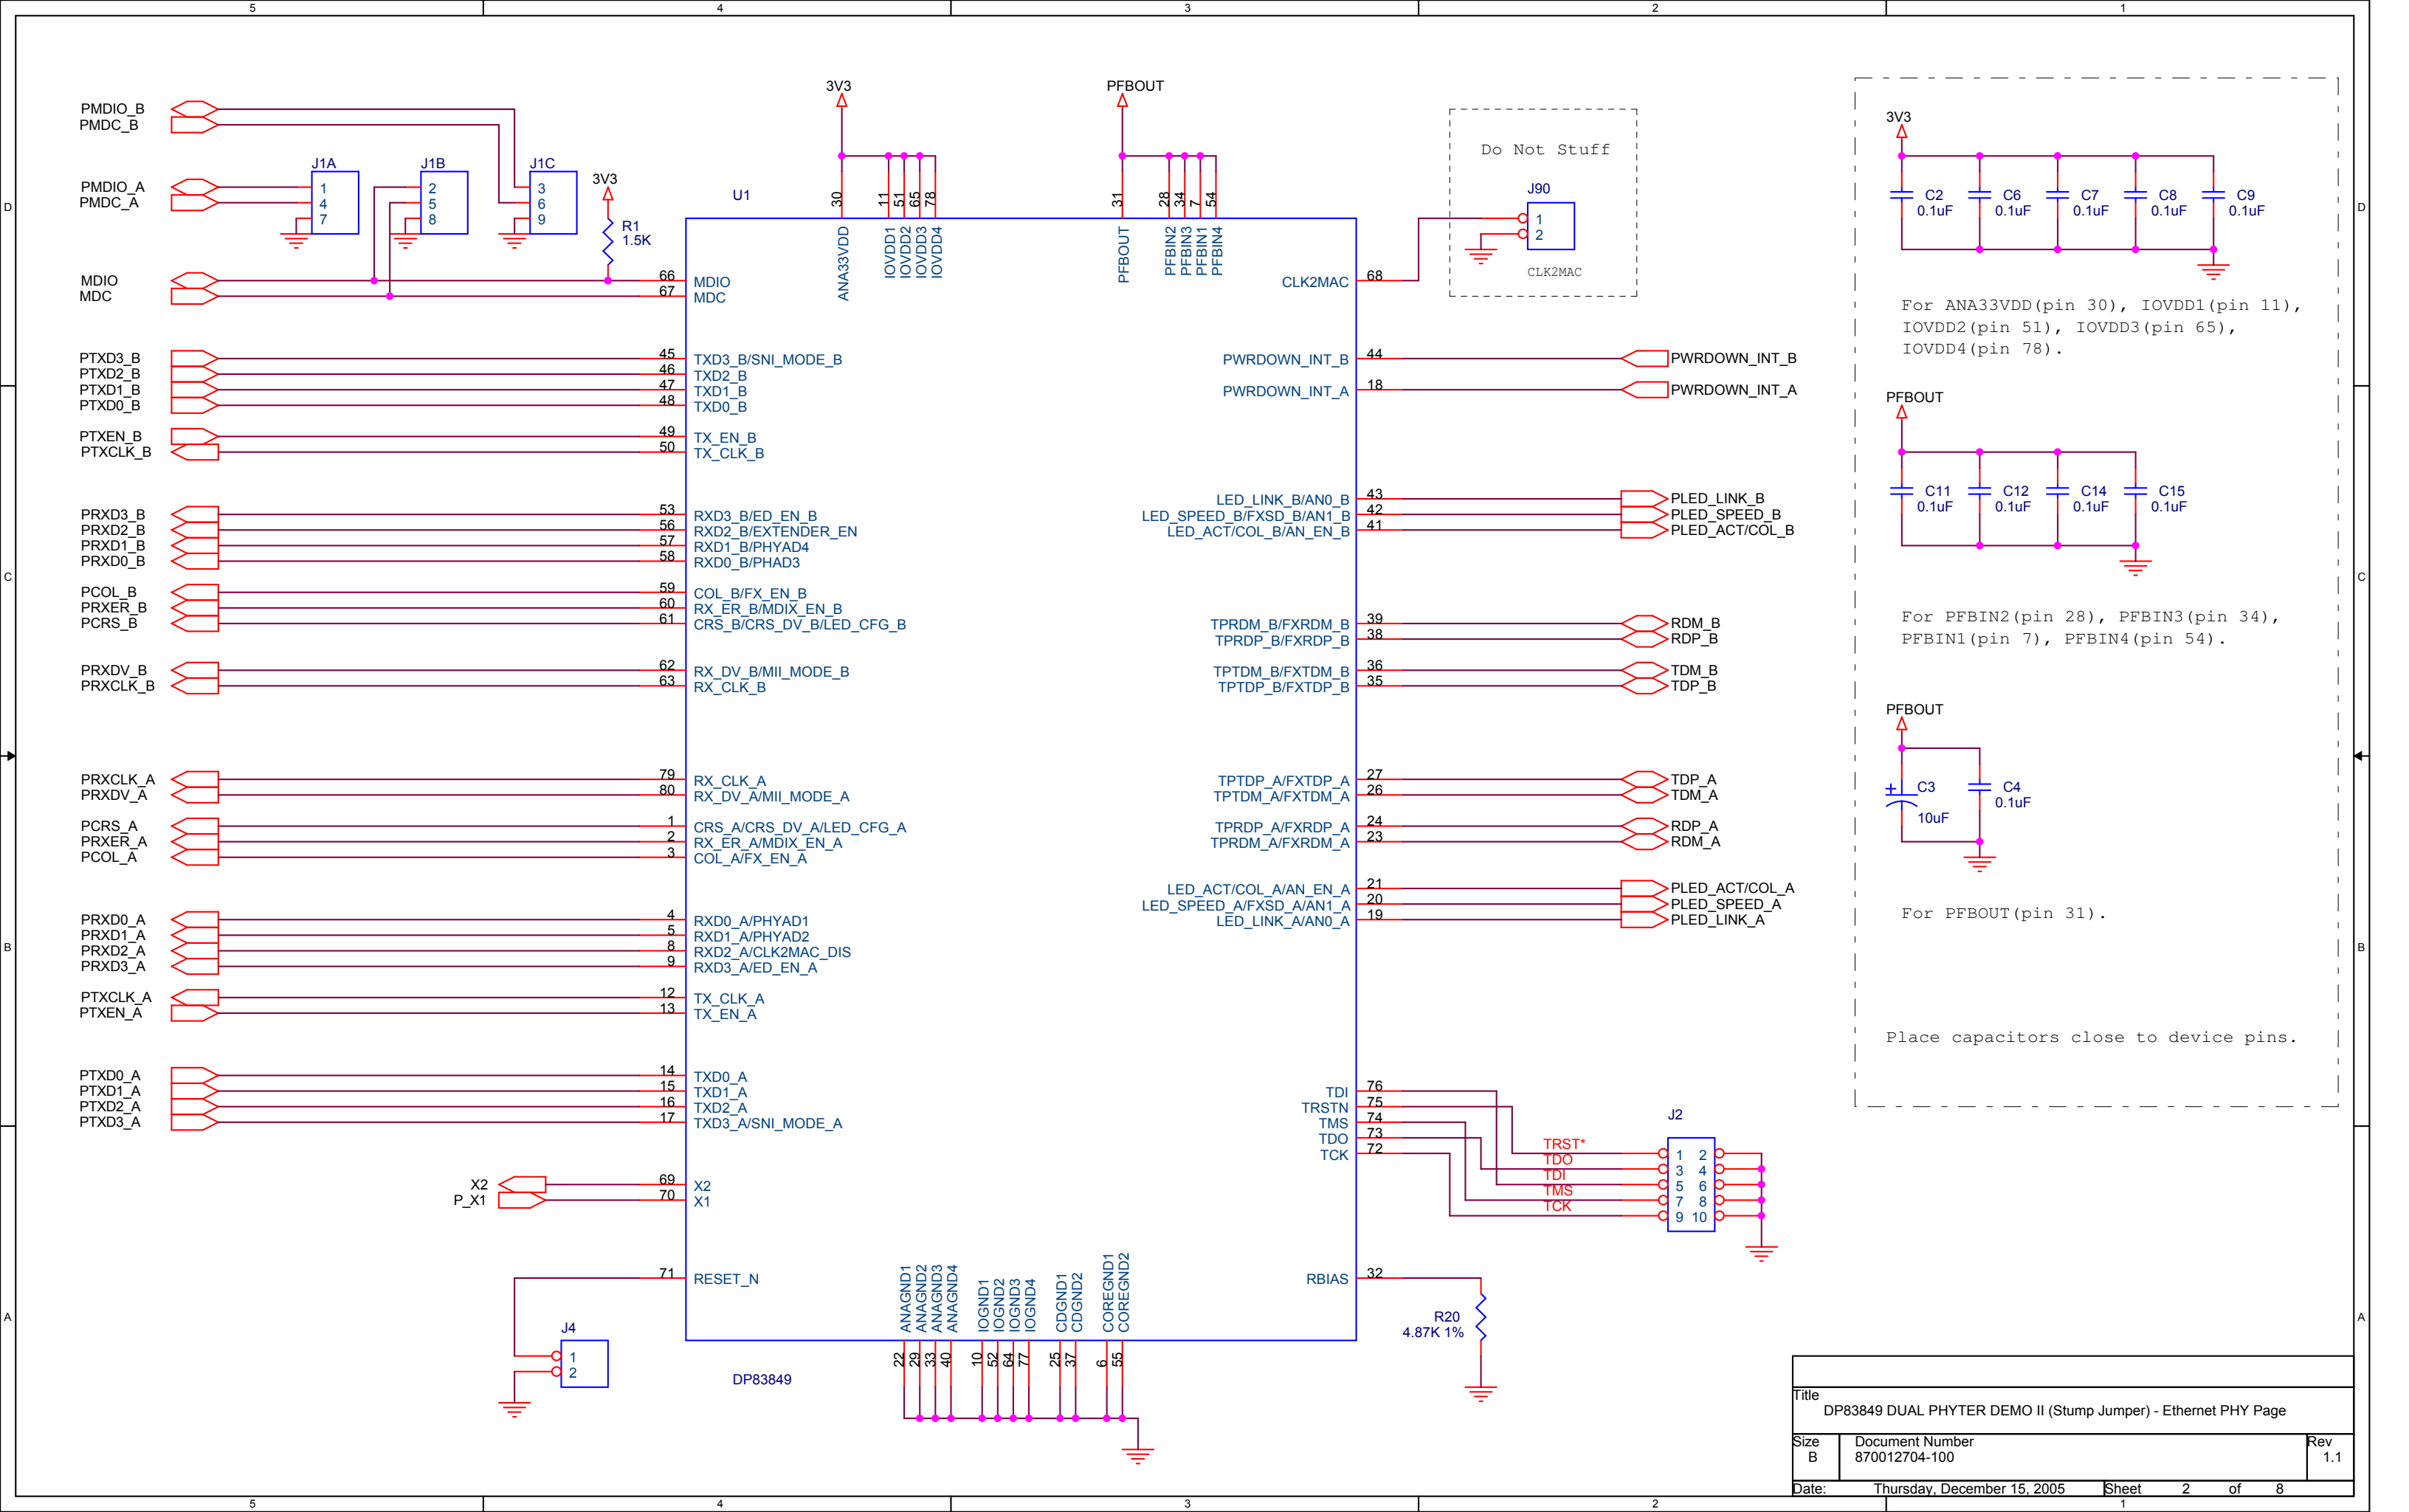 5 4 3 2 1
D
C
B
A
PMDIO_B
PMDC_B
PMDIO_A
PMDC_A
J1A
1
4
7
J1B
2
5
8
J1C
3
6
9
3V3
R1
1.5K
MDIO
MDC
PTXD3_B
PTXD2_B
PTXD1_B
PTXD0_B
PTXEN_B
PTXCLK_B
PRXD3_B
PRXD2_B
PRXD1_B
PRXD0_B
PCOL_B
PRXER_B
PCRS_B
PRXDV_B
PRXCLK_B
PRXCLK_A
PRXDV_A
PCRS_A
PRXER_A
PCOL_A
PRXD0_A
PRXD1_A
PRXD2_A
PRXD3_A
PTXCLK_A
PTXEN_A
PTXD0_A
PTXD1_A
PTXD2_A
PTXD3_A
X2
P_X1
J4
1
2
U1
3V3
30 11 51 65 78
ANA33VDD
IOVDD1
IOVDD2
IOVDD3
IOVDD4
PFBOUT
31 28 34 7 54
PFBOUT
PFBIN2
PFBIN3
PFBIN1
PFBIN4
66 MDIO
67 MDC
45 TXD3_B/SNI_MODE_B
46 TXD2_B
47 TXD1_B
48 TXD0_B
49 TX_EN_B
50 TX_CLK_B
53 RXD3_B/ED_EN_B
56 RXD2_B/EXTENDER_EN
57 RXD1_B/PHYAD4
58 RXD0_B/PHAD3
59 COL_B/FX_EN_B
60 RX_ER_B/MDIX_EN_B
61 CRS_B/CRS_DV_B/LED_CFG_B
62 RX_DV_B/MII_MODE_B
63 RX_CLK_B
79 RX_CLK_A
80 RX_DV_A/MII_MODE_A
1 CRS_A/CRS_DV_A/LED_CFG_A
2 RX_ER_A/MDIX_EN_A
3 COL_A/FX_EN_A
4 RXD0_A/PHYAD1
5 RXD1_A/PHYAD2
8 RXD2_A/CLK2MAC_DIS
9 RXD3_A/ED_EN_A
12 TX_CLK_A
13 TX_EN_A
14 TXD0_A
15 TXD1_A
16 TXD2_A
17 TXD3_A/SNI_MODE_A
69 X2
70 X1
71 RESET_N
CLK2MAC 68
PWRDOWN_INT_B 44 PWRDOWN_INT_B
PWRDOWN_INT_A 18 PWRDOWN_INT_A
LED_LINK_B/AN0_B 43 PLED_LINK_B
LED_SPEED_B/FXSD_B/AN1_B 42 PLED_SPEED_B
LED_ACT/COL_B/AN_EN_B 41 PLED_ACT/COL_B
TPRDM_B/FXRDM_B 39 RDM_B
TPRDP_B/FXRDP_B 38 RDP_B
TPTDM_B/FXTDM_B 36 TDM_B
TPTDP_B/FXTDP_B 35 TDP_B
TPTDP_A/FXTDP_A 27 TDP_A
TPTDM_A/FXTDM_A 26 TDM_A
TPRDP_A/FXRDP_A 24 RDP_A
TPRDM_A/FXRDM_A 23 RDM_A
LED_ACT/COL_A/AN_EN_A 21 PLED_ACT/COL_A
LED_SPEED_A/FXSD_A/AN1_A 20 PLED_SPEED_A
LED_LINK_A/AN0_A 19 PLED_LINK_A
TDI 76
TRSTN 75
TMS 74
TDO 73
TCK 72
RBIAS 32
R20
4.87K 1%
ANAGND1
ANAGND2
ANAGND3
ANAGND4
IOGND1
IOGND2
IOGND3
IOGND4
CDGND1
CDGND2
COREGND1
COREGND2
22 29 33 40 10 52 64 77 25 37 6 55
DP83849
Do Not Stuff
J90
1
2
CLK2MAC
J2
TRST* 1 2
TDO 3 4
TDI 5 6
TMS 7 8
TCK 9 10
3V3
C2 0.1uF
C6 0.1uF
C7 0.1uF
C8 0.1uF
C9 0.1uF
For ANA33VDD(pin 30), IOVDD1(pin 11),
IOVDD2(pin 51), IOVDD3(pin 65),
IOVDD4(pin 78).
PFBOUT
C11 0.1uF
C12 0.1uF
C14 0.1uF
C15 0.1uF
For PFBIN2(pin 28), PFBIN3(pin 34),
PFBIN1(pin 7), PFBIN4(pin 54).
PFBOUT
+ C3 10uF
C4 0.1uF
For PFBOUT(pin 31).
Place capacitors close to device pins.
D
C
B
A
Title
DP83849 DUAL PHYTER DEMO II (Stump Jumper) - Ethernet PHY Page
Size Document Number Rev
B 870012704-100 1.1
Date: Thursday, December 15, 2005 Sheet 2 of 8
5 4 3 2 1